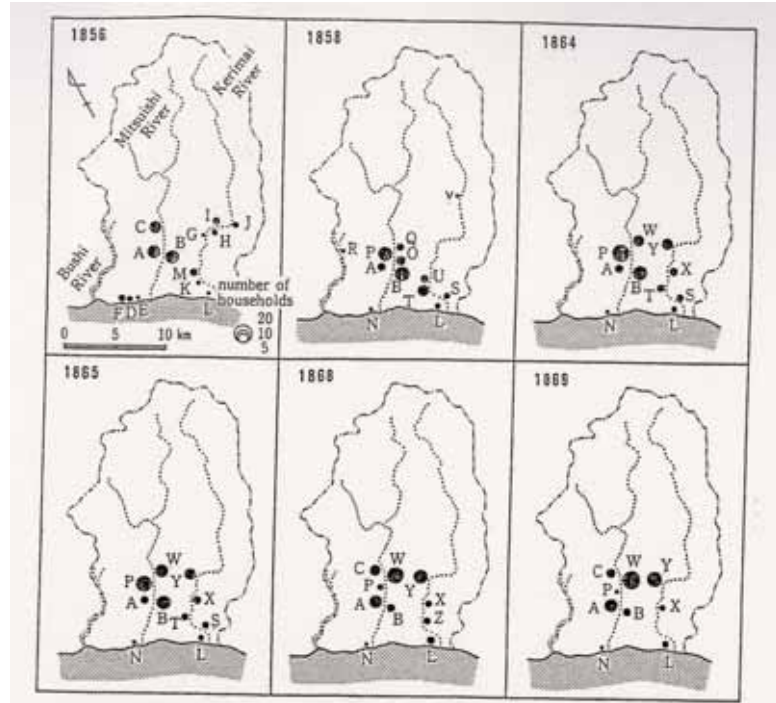 1856
Kerimai
River
Mitsuishi
River
Bushi
River
C
A
B
I
J
G
H
M
K
L
F D E
number of
households
20
10
5
0 5 10 km
1858
V
R
Q
P
O
A
B
U
T
S
N
L
1864
W
P
Y
A
X
B
T
S
N
L
1865
W
P
Y
A
X
B
T
S
N
L
1868
C
W
P
Y
A
X
B
Z
N
L
1869
C
W
Y
P
A
X
B
N
L